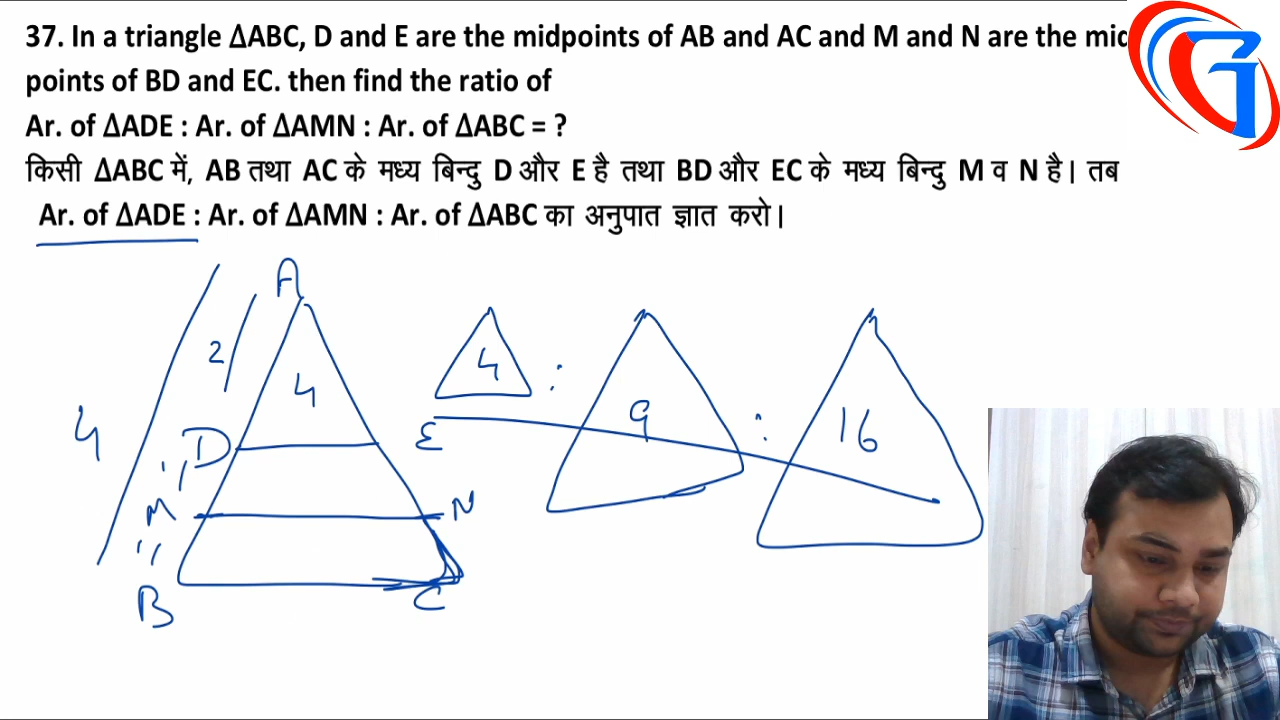 37. In a triangle ΔABC, D and E are the midpoints of AB and AC and M and N are the mid
points of BD and EC. then find the ratio of
Ar. of ΔADE : Ar. of ΔAMN : Ar. of ΔABC = ?
किसी ΔABC में, AB तथा AC के मध्य बिन्दु D और E है तथा BD और EC के मध्य बिन्दु M व N है। तब
Ar. of ΔADE : Ar. of ΔAMN : Ar. of ΔABC का अनुपात ज्ञात करो।
A
2
4
4 : 9 : 16
4
D E
M N
B C